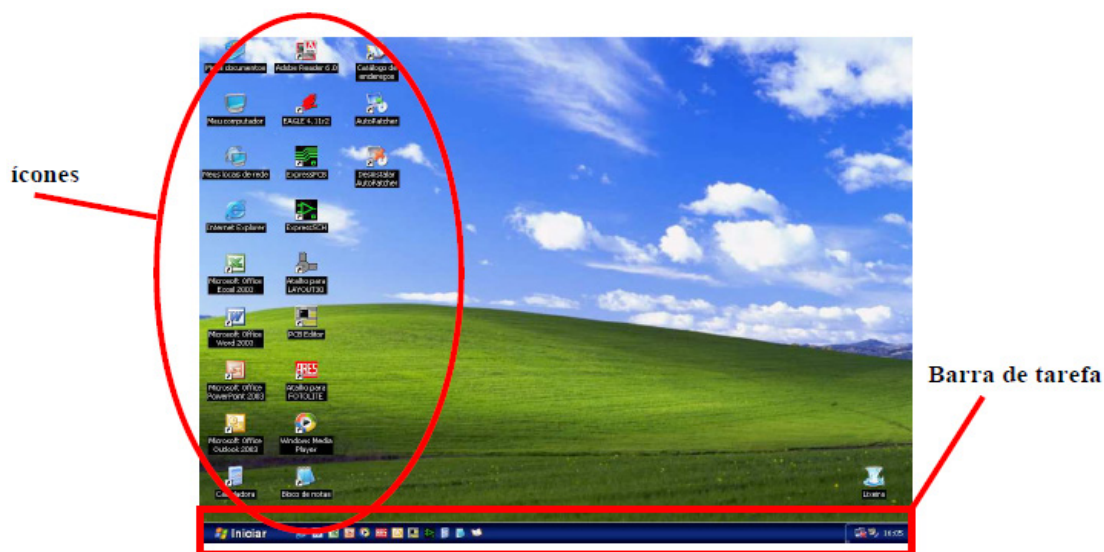 Meus documentos
Adobe Reader 6.0
Catálogo de
endereços
Meu computador
EAGLE 4.11r2
AutoPatcher
ícones
Meus locais de rede
ExpressPCB
Desinstalar
AutoPatcher
Internet Explorer
ExpressSCH
Microsoft Office
Excel 2003
Atalho para
LAYOUT30
Microsoft Office
Word 2003
PCB Editor
Barra de tarefa
Microsoft Office
PowerPoint 2003
ARES
Atalho para
FOTOLITE
Microsoft Office
Outlook 2003
Windows Media
Player
Calculadora
Bloco de notas
Lixeira
Iniciar
16:05